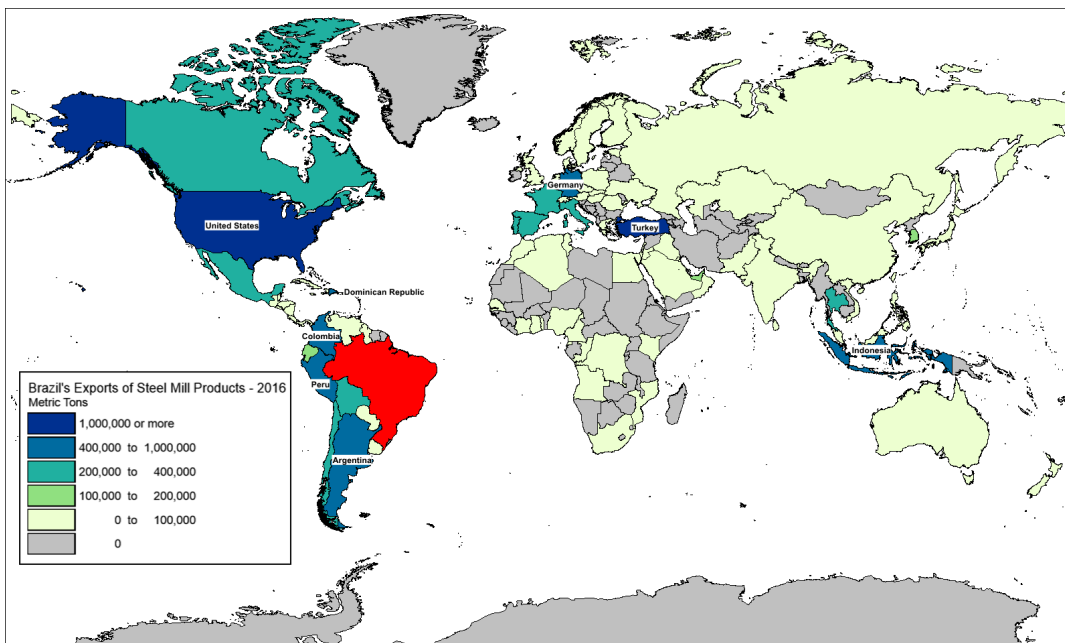 Germany
United States
Turkey
Dominican Republic
Colombia
Indonesia
Peru
Argentina
Brazil's Exports of Steel Mill Products - 2016
Metric Tons
1,000,000 or more
400,000 to 1,000,000
200,000 to 400,000
100,000 to 200,000
0 to 100,000
0